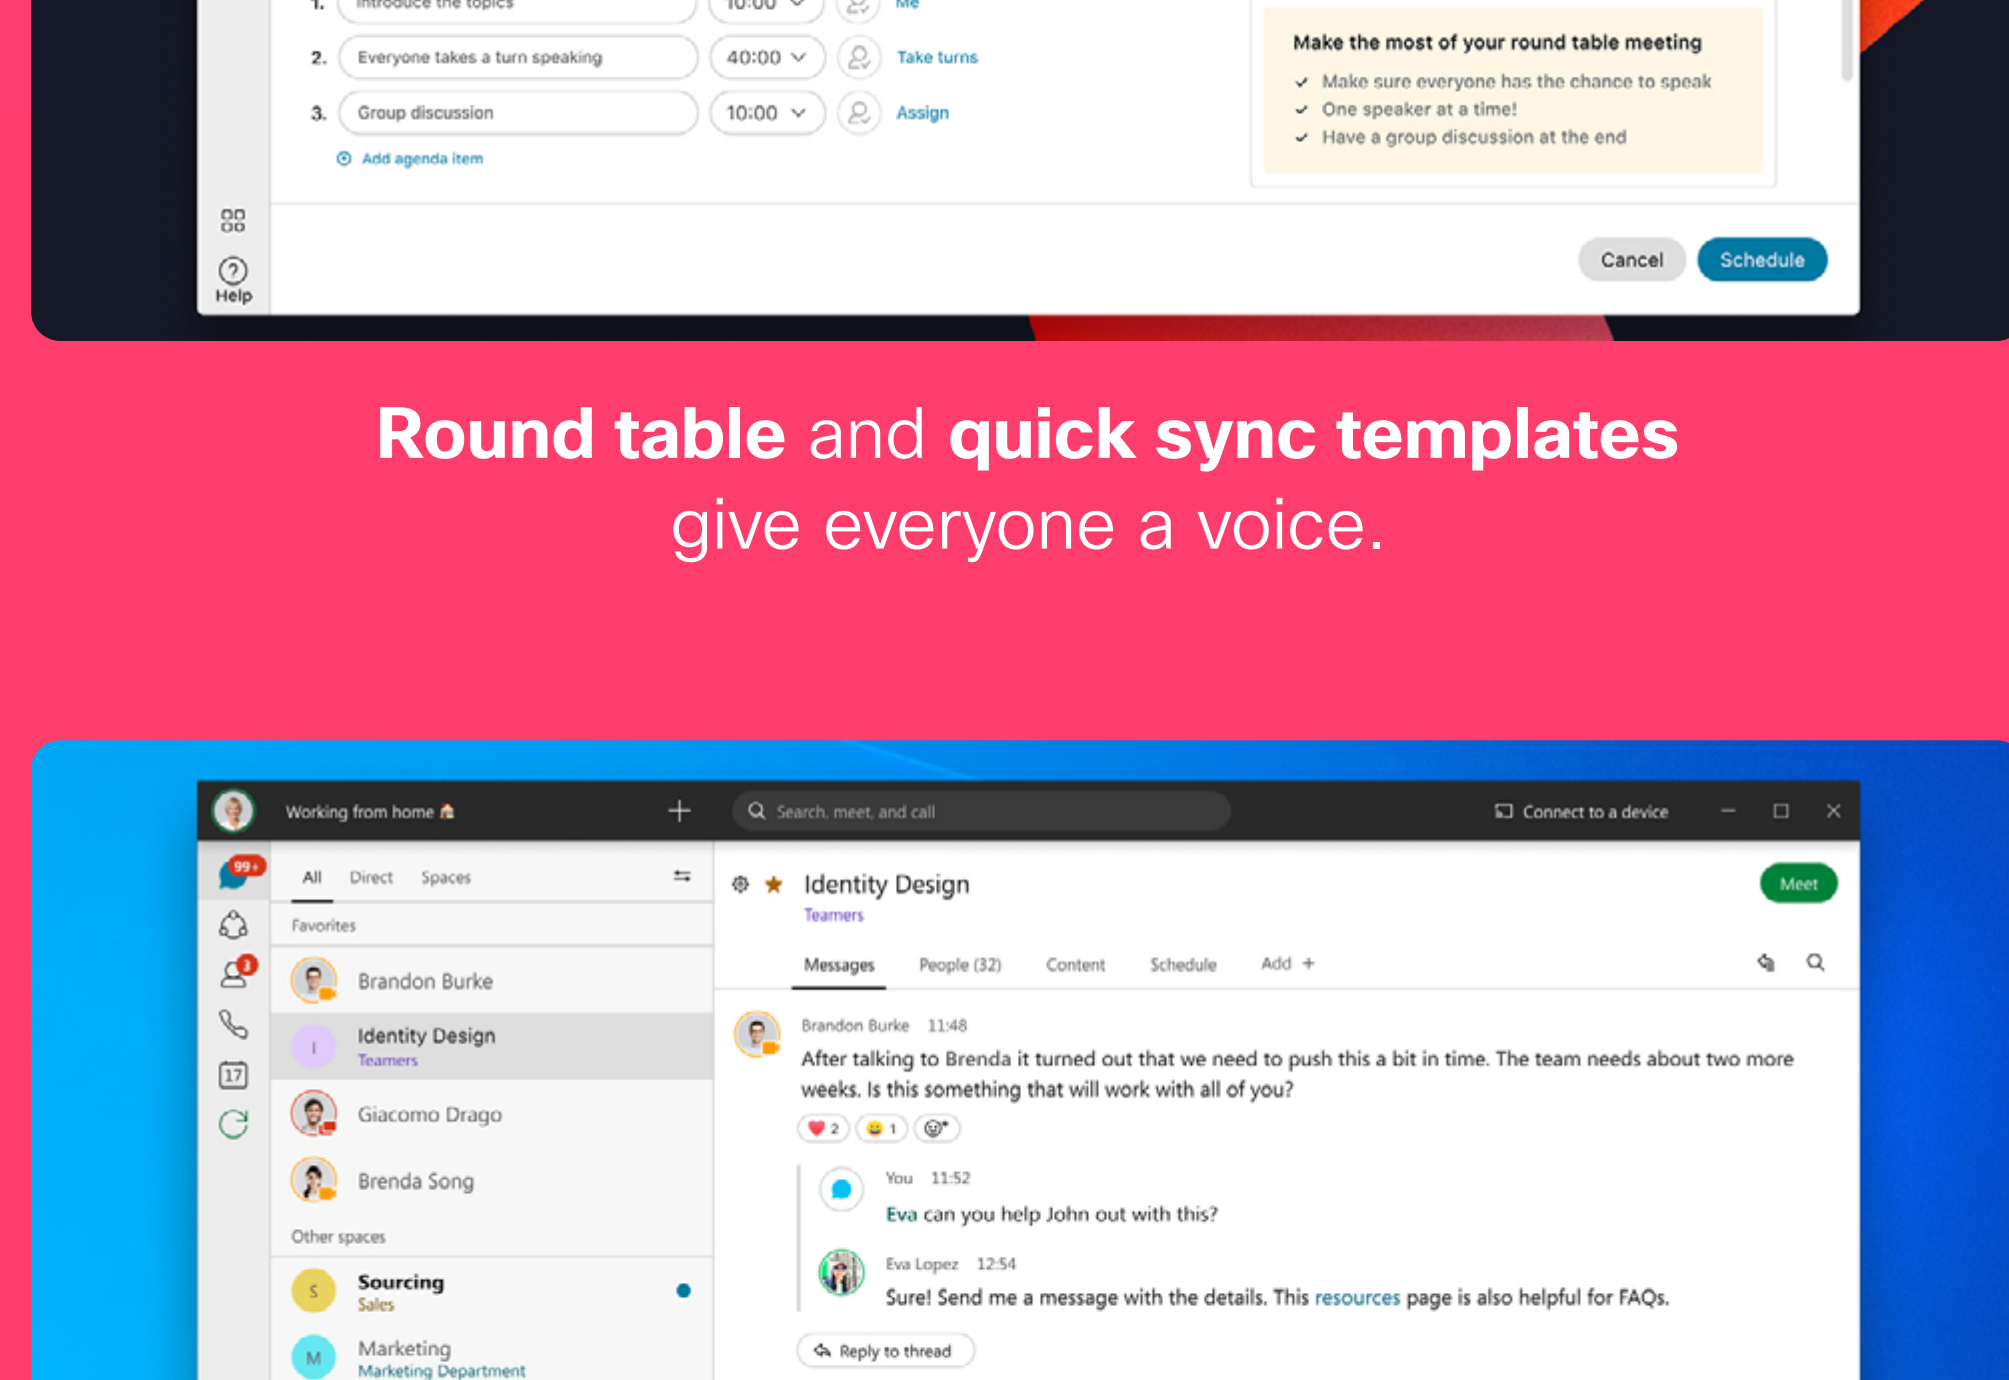 1. Introduce the topics 10:00 Me
2. Everyone takes a turn speaking 40:00 Take turns
3. Group discussion 10:00 Assign
Add agenda item
Make the most of your round table meeting
Make sure everyone has the chance to speak
One speaker at a time!
Have a group discussion at the end
Help
Cancel Schedule
Round table and quick sync templates
give everyone a voice.
Working from home
Search, meet, and call
Connect to a device
99+
3
17
All Direct Spaces
Favorites
Brandon Burke
I
Identity Design
Teamers
Giacomo Drago
Brenda Song
Other spaces
S
Sourcing
Sales
M
Marketing
Marketing Department
Identity Design
Teamers
Meet
Messages People (32) Content Schedule Add +
Brandon Burke 11:48
After talking to Brenda it turned out that we need to push this a bit in time. The team needs about two more
weeks. Is this something that will work with all of you?
2 1
You 11:52
Eva can you help John out with this?
Eva Lopez 12:54
Sure! Send me a message with the details. This resources page is also helpful for FAQs.
Reply to thread